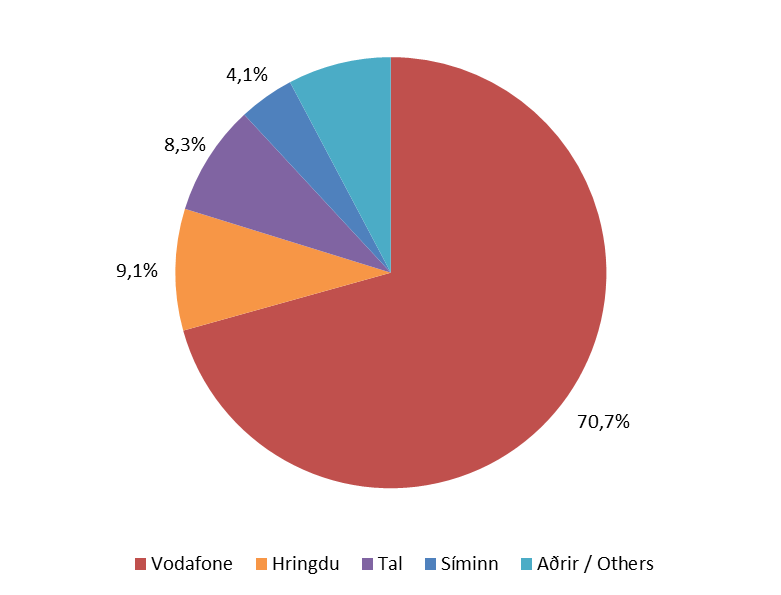 4,1%
8,3%
9,1%
70,7%
Vodafone Hringdu Tal Síminn Aðrir / Others